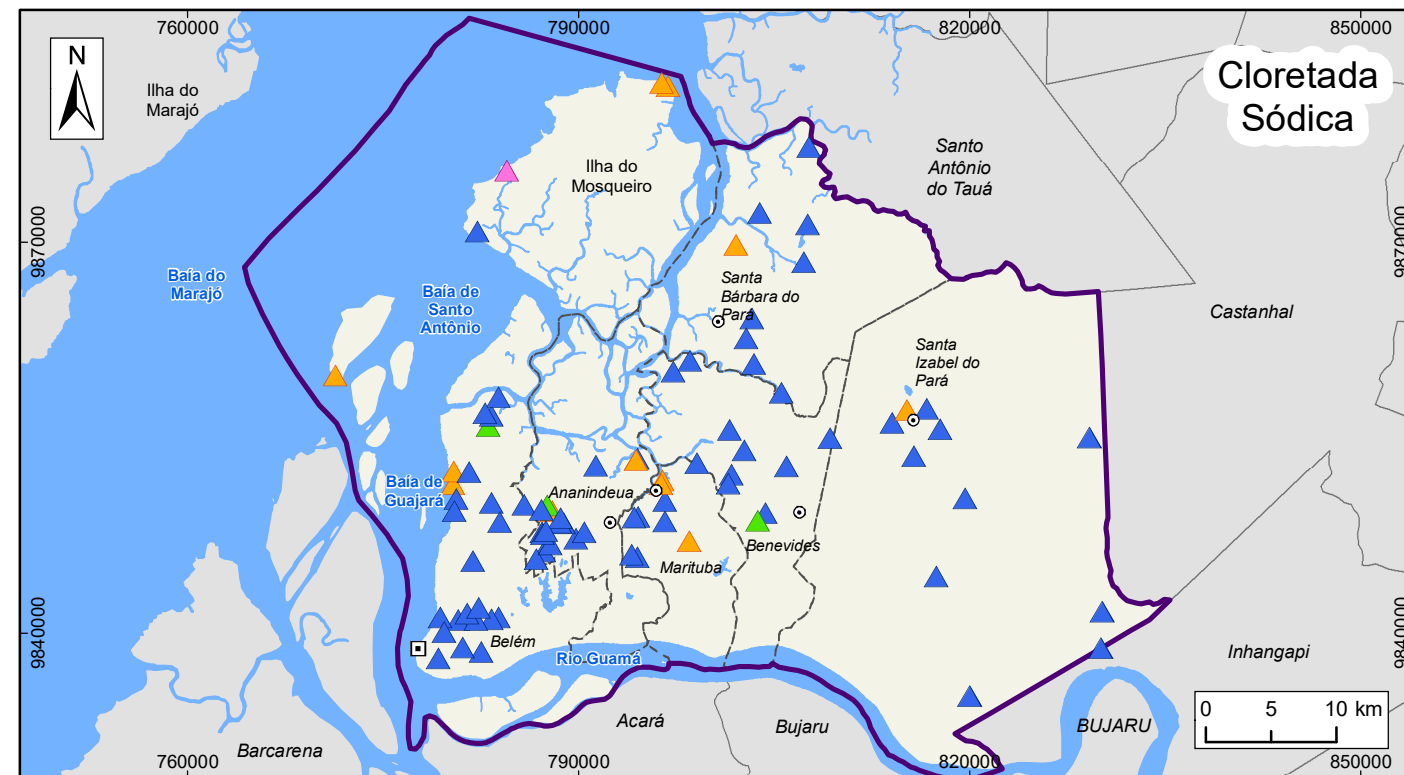 760000
790000
820000
850000
N
Cloretada
Sódica
Ilha do
Marajó
Ilha do
Mosqueiro
Santo
Antônio
do Tauá
9870000
9870000
Baía do
Marajó
Baía de
Santo
Antônio
Santa
Bárbara do
Pará
Castanhal
Santa
Izabel do
Pará
Baía de
Guajará
Ananindeua
Benevides
Marituba
9840000
9840000
Belém
Rio Guamá
Inhangapi
0
5
10 km
Acará
Bujaru
BUJARU
Barcarena
760000
790000
820000
850000